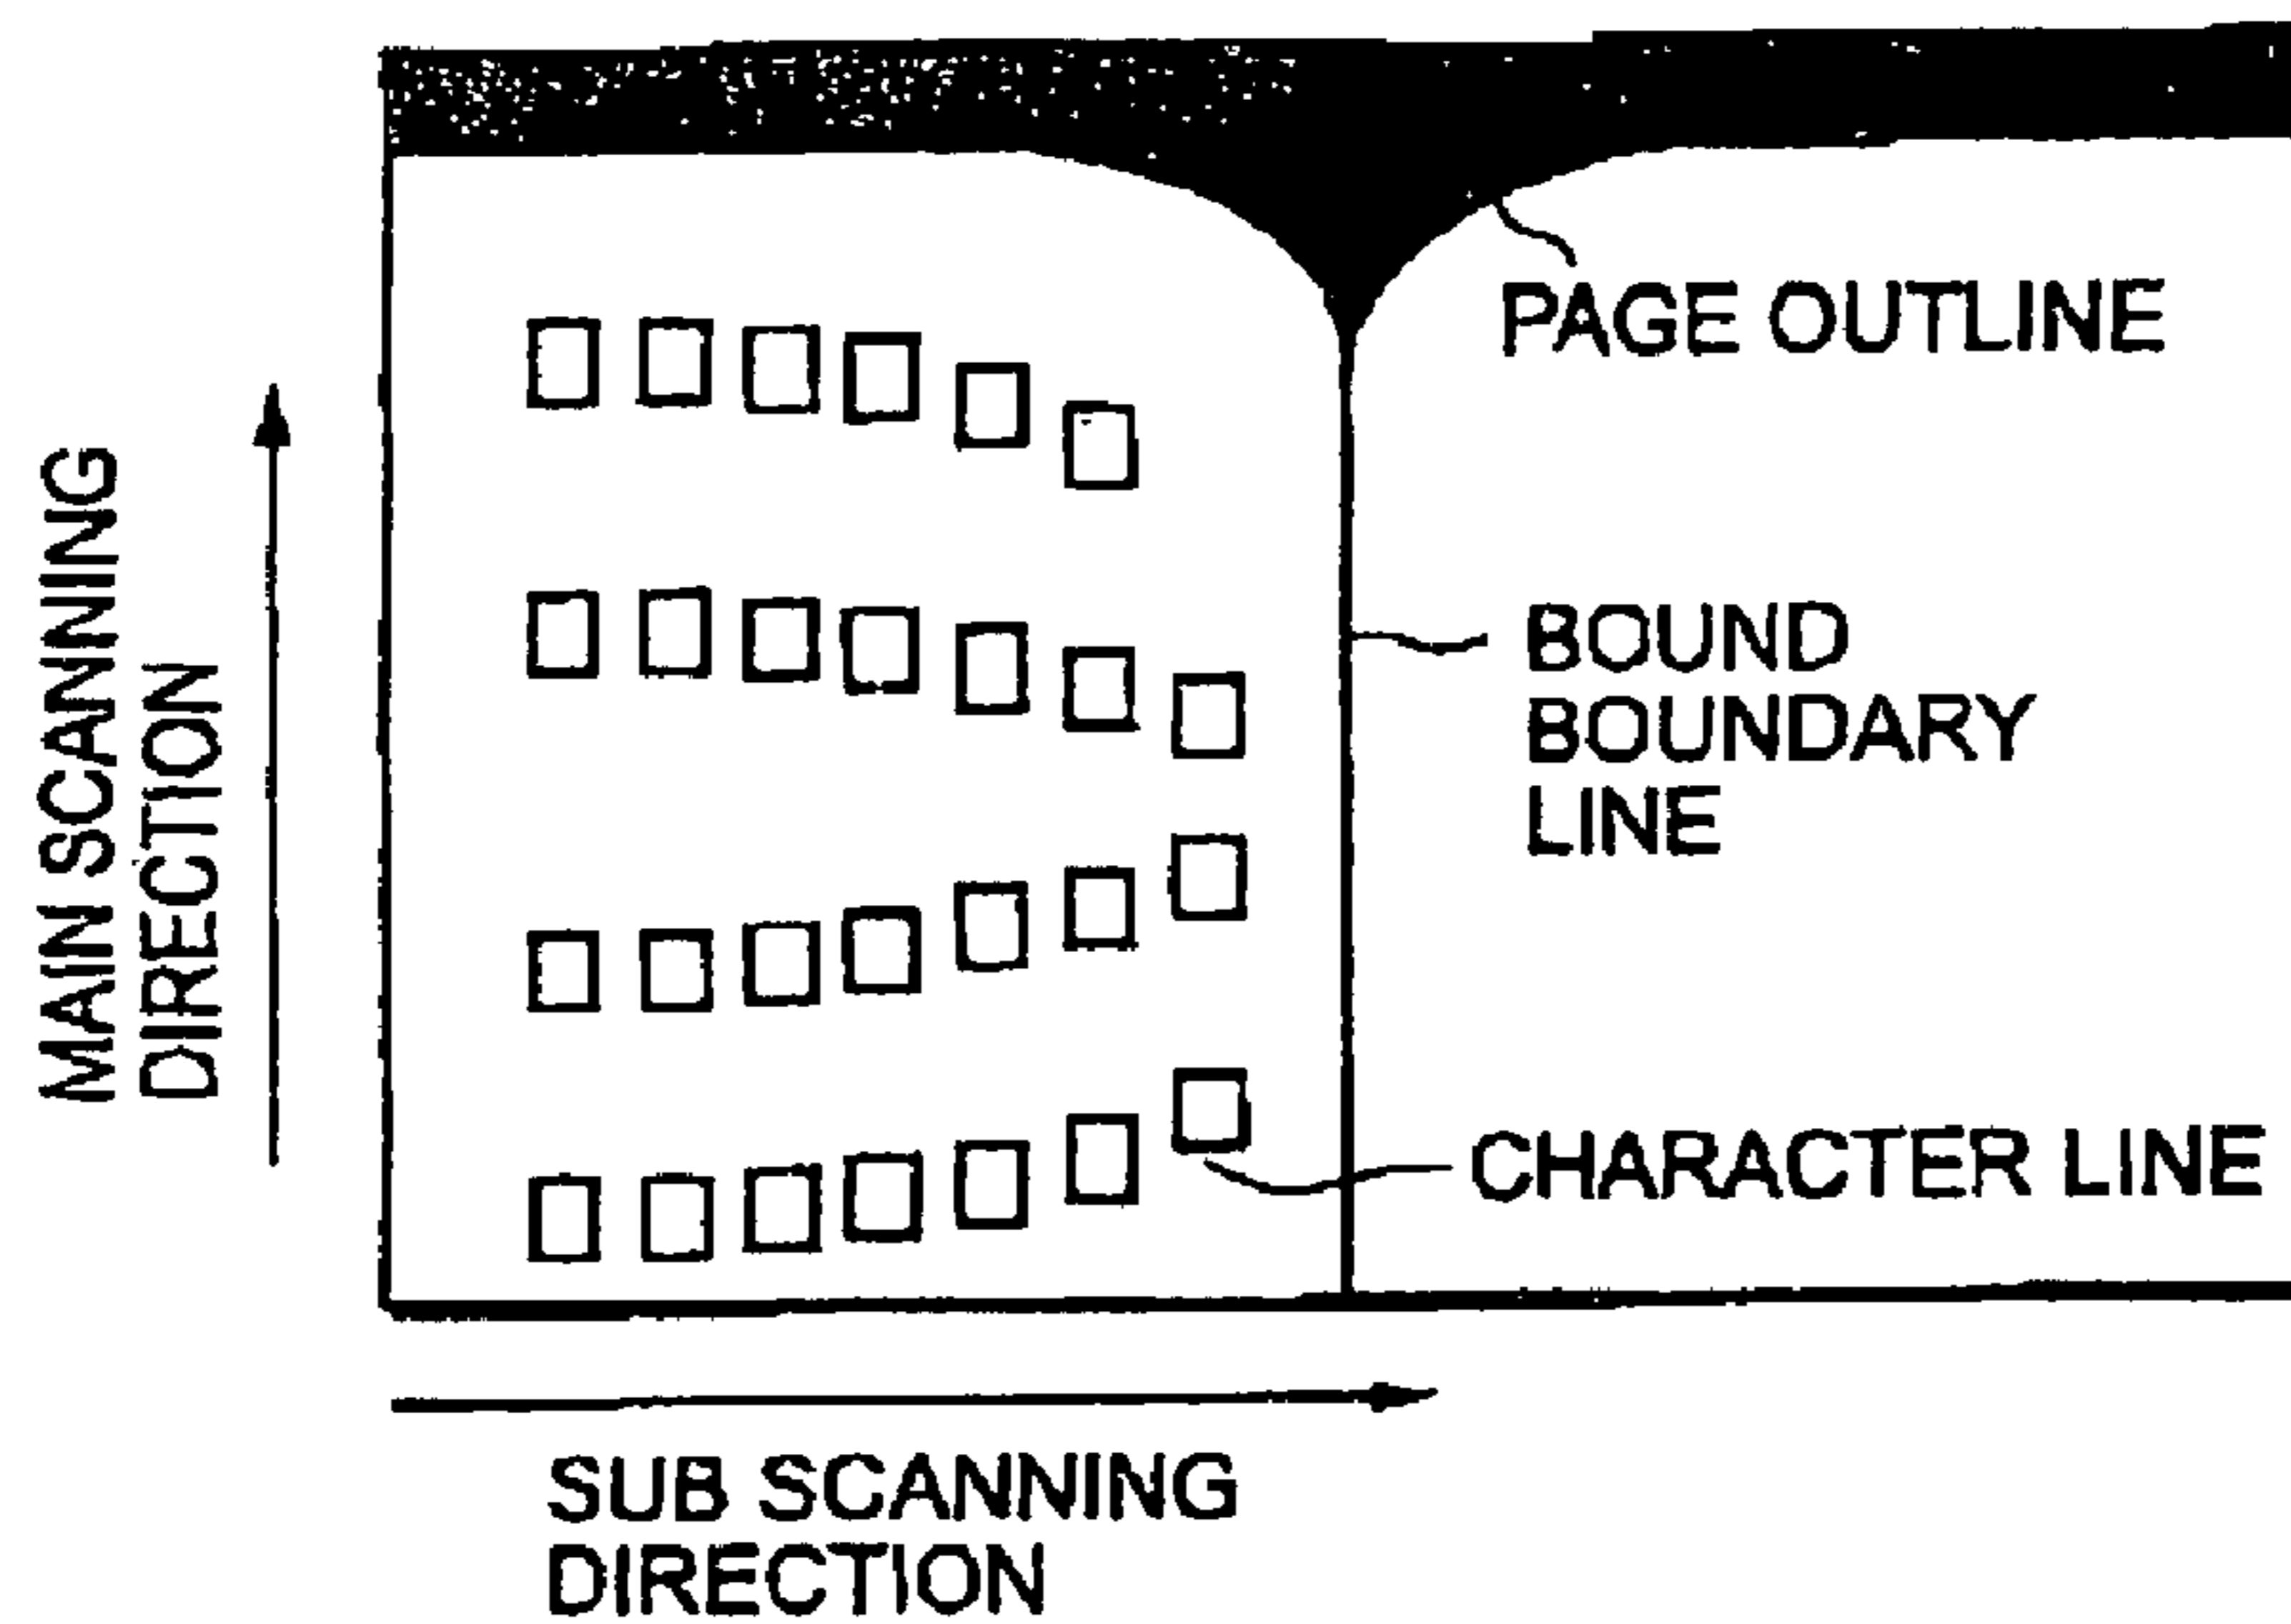 MAIN SCANNING
DIRECTION
PAGE OUTLINE
BOUND
BOUNDARY
LINE
CHARACTER LINE
SUB SCANNING
DIRECTION